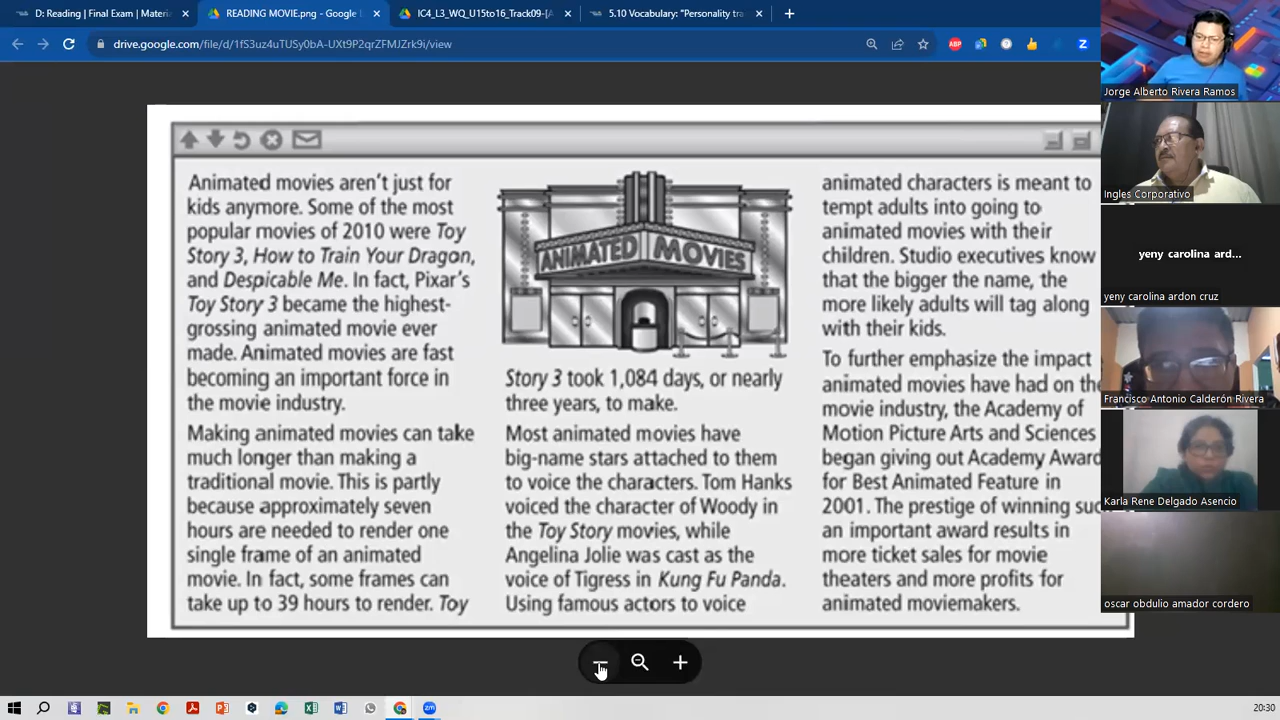 D: Reading | Final Exam | Materi
READING MOVIE.png - Google
IC4_L3_WQ_U15to16_Track09-[A
5.10 Vocabulary: "Personality tra
drive.google.com/file/d/1fS3uz4uTUSy0bA-UXt9P2qrZFMJZrk9i/view
ABP
Z
Animated movies aren't just for
kids anymore. Some of the most
popular movies of 2010 were Toy
Story 3, How to Train Your Dragon,
and Despicable Me. In fact, Pixar's
Toy Story 3 became the highest-
grossing animated movie ever
made. Animated movies are fast
becoming an important force in
the movie industry.
Making animated movies can take
much longer than making a
traditional movie. This is partly
because approximately seven
hours are needed to render one
single frame of an animated
movie. In fact, some frames can
take up to 39 hours to render. Toy
ANIMATED MOVIES
Story 3 took 1,084 days, or nearly
three years, to make.
Most animated movies have
big-name stars attached to them
to voice the characters. Tom Hanks
voiced the character of Woody in
the Toy Story movies, while
Angelina Jolie was cast as the
voice of Tigress in Kung Fu Panda.
Using famous actors to voice
animated characters is meant to
tempt adults into going to
animated movies with their
children. Studio executives know
that the bigger the name, the
more likely adults will tag along
with their kids.
To further emphasize the impact
animated movies have had on the
movie industry, the Academy of
Motion Picture Arts and Sciences
began giving out Academy Award
for Best Animated Feature in
2001. The prestige of winning suc
an important award results in
more ticket sales for movie
theaters and more profits for
animated moviemakers.
Jorge Alberto Rivera Ramos
Ingles Corporativo
yeny carolina ard...
yeny carolina ardon cruz
Francisco Antonio Calderón Rivera
Karla Rene Delgado Asencio
oscar obdulio amador cordero
20:30